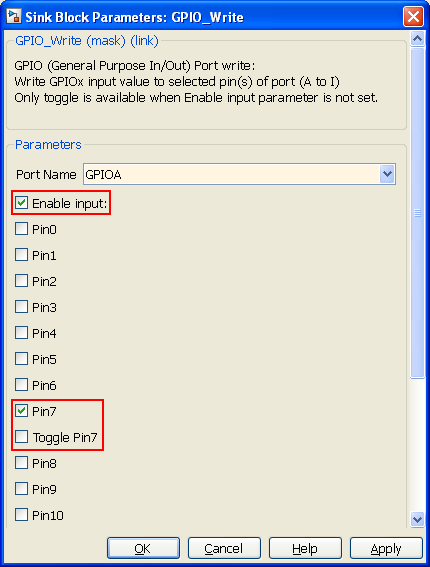 Sink Block Parameters: GPIO_Write
GPIO_Write (mask) (link)
GPIO (General Purpose In/Out) Port write:
Write GPIOx input value to selected pin(s) of port (A to I)
Only toggle is available when Enable input parameter is not set.
Parameters
Port Name GPIOA
Enable input:
Pin0
Pin1
Pin2
Pin3
Pin4
Pin5
Pin6
Pin7
Toggle Pin7
Pin8
Pin9
Pin10
OK Cancel Help Apply